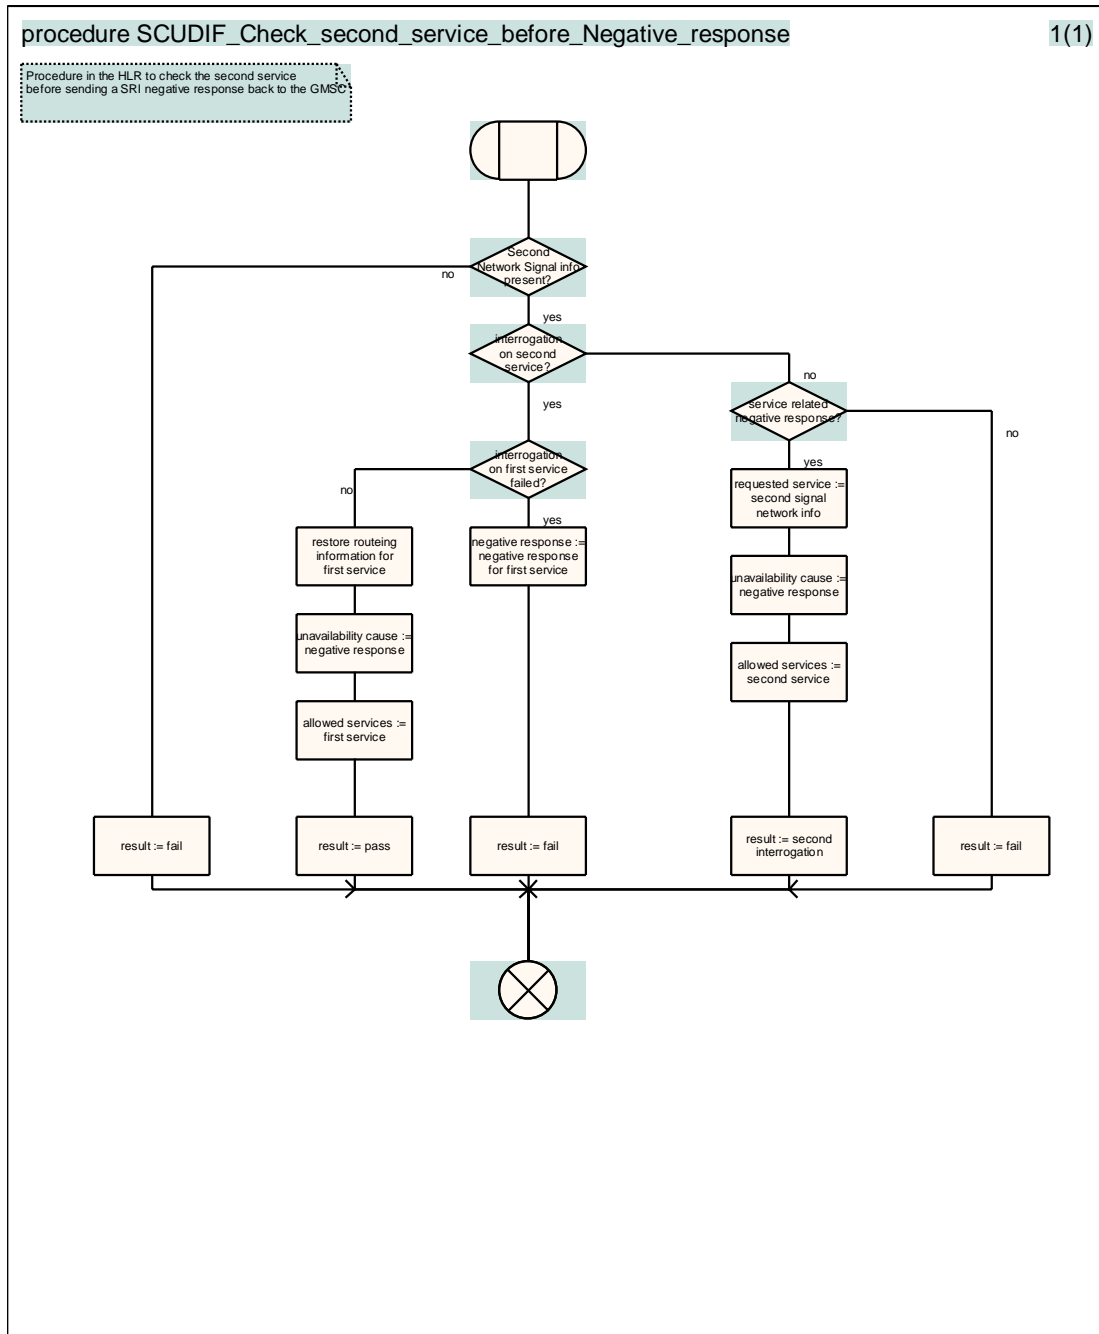 procedure SCUDIF_Check_second_service_before_Negative_response 1(1)
Procedure in the HLR to check the second service
before sending a SRI negative response back to the GMSC
Second
Network Signal info
present?
no
yes
interrogation
on second
service?
no
yes
service related
negative response?
no
yes
interrogation
on first service
failed?
no
yes
requested service :=
second signal
network info
restore routeing
information for
first service
negative response :=
negative response
for first service
unavailability cause :=
negative response
unavailability cause :=
negative response
allowed services :=
second service
allowed services :=
first service
result := fail
result := pass
result := fail
result := second
interrogation
result := fail